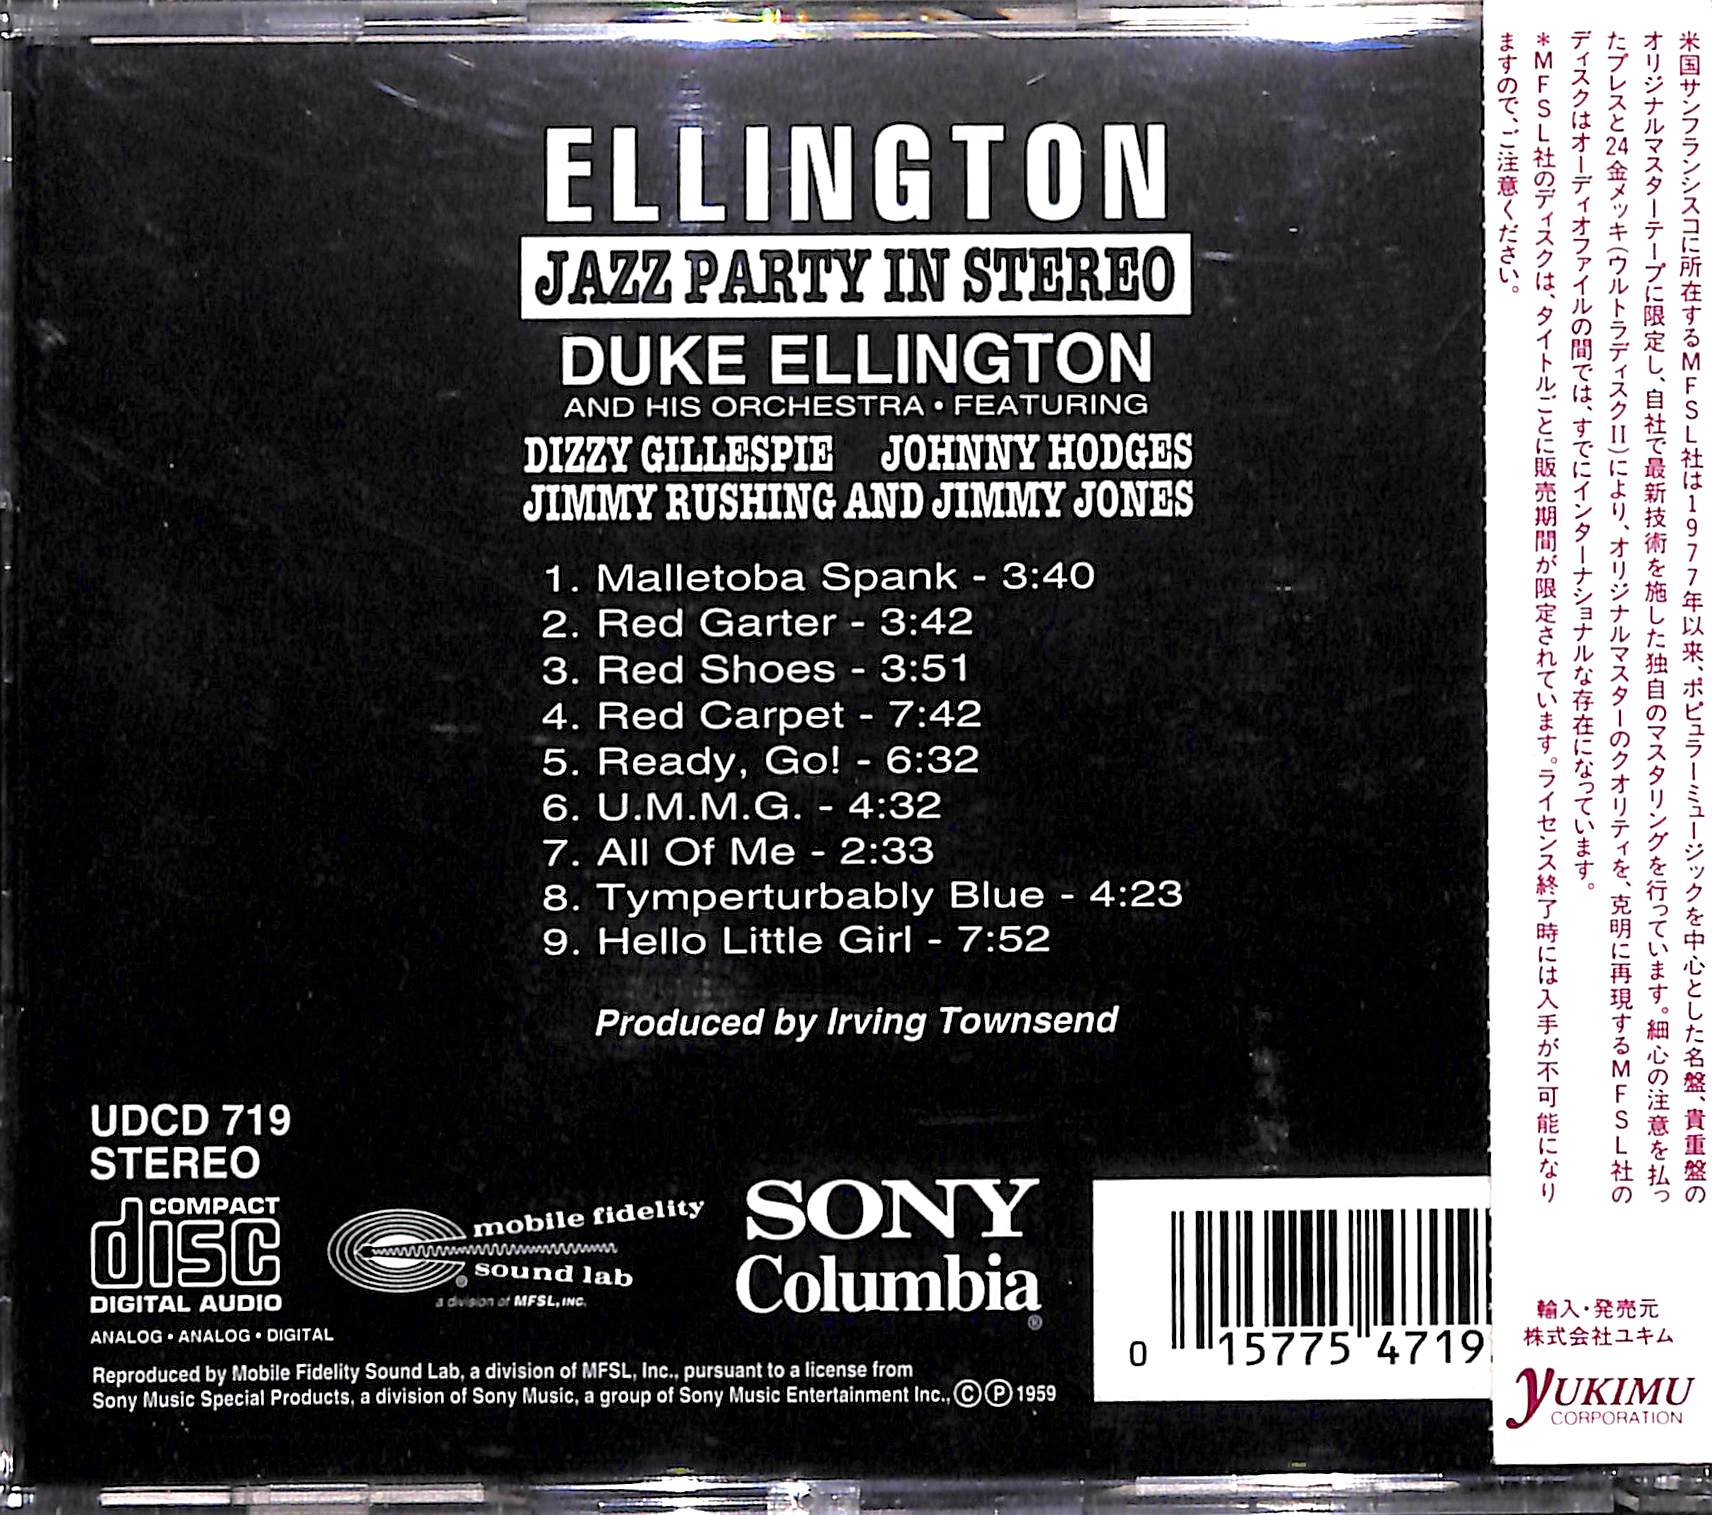 ELLINGTON
JAZZ PARTY IN STEREO
DUKE ELLINGTON
AND HIS ORCHESTRA • FEATURING
DIZZY GILLESPIE JOHNNY HODGES
JIMMY RUSHING AND JIMMY JONES
1. Malletoba Spank - 3:40
2. Red Garter - 3:42
3. Red Shoes - 3:51
4. Red Carpet - 7:42
5. Ready, Go! - 6:32
6. U.M.M.G. - 4:32
7. All Of Me - 2:33
8. Tymperturbably Blue - 4:23
9. Hello Little Girl - 7:52
Produced by Irving Townsend
UDCD 719
STEREO
COMPACT
disc
DIGITAL AUDIO
ANALOG • ANALOG • DIGITAL
mobile fidelity
sound lab
®
a division of MFSL, INC.
SONY
Columbia
®
Reproduced by Mobile Fidelity Sound Lab, a division of MFSL, Inc., pursuant to a license from
Sony Music Special Products, a division of Sony Music, a group of Sony Music Entertainment Inc., Ⓒ Ⓟ 1959
0 15775 4719
米国サンフランシスコに所在するMFSL社は1977年以来、ポピュラーミュージックを中心とした名盤、貴重盤の
オリジナルマスターテープに限定し、自社で最新技術を施した独自のマスタリングを行っています。細心の注意を払っ
たプレスと24金メッキ(ウルトラディスクII)により、オリジナルマスターのクオリティを、克明に再現するMFSL社の
ディスクはオーディオファイルの間では、すでにインターナショナルな存在になっています。
*MFSL社のディスクは、タイトルごとに販売期間が限定されています。ライセンス終了時には入手が不可能になり
ますので、ご注意ください。
輸入・発売元
株式会社ユキム
YUKIMU
CORPORATION